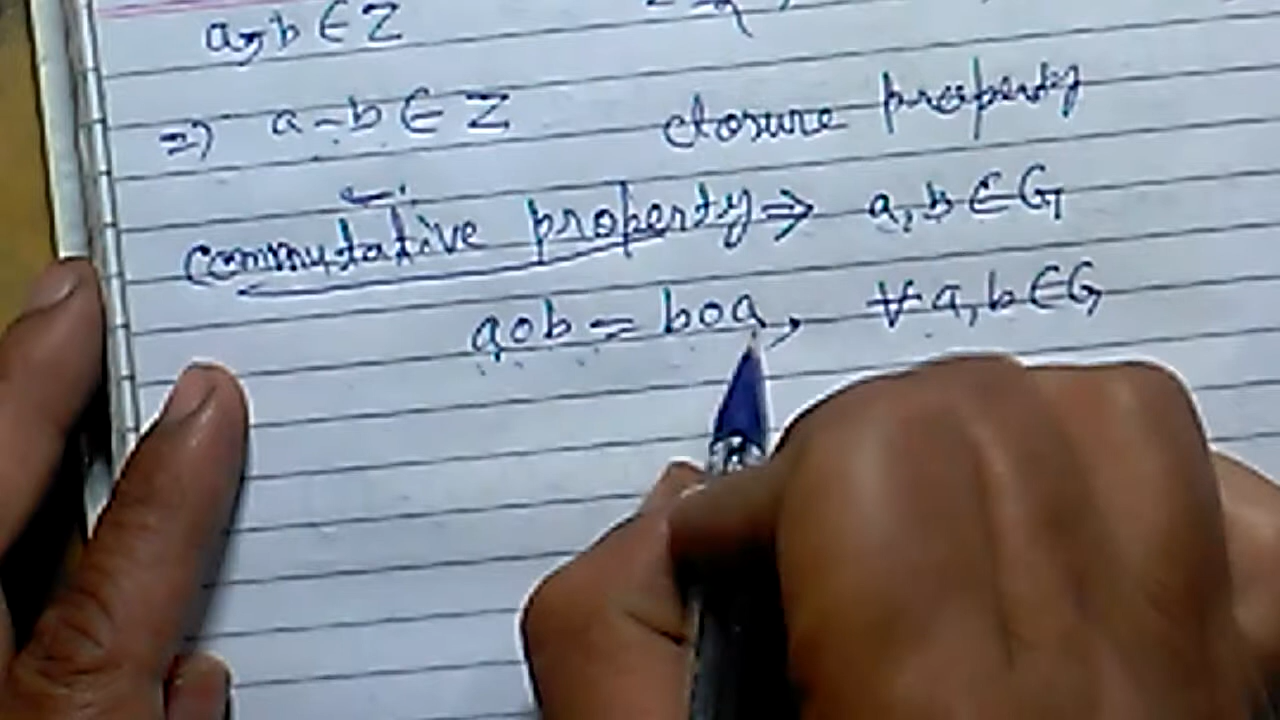 a, b ∈ Z
⇒ a - b ∈ Z closure property
commutative property ⇒ a, b ∈ G
aob = boa, ∀ a, b ∈ G